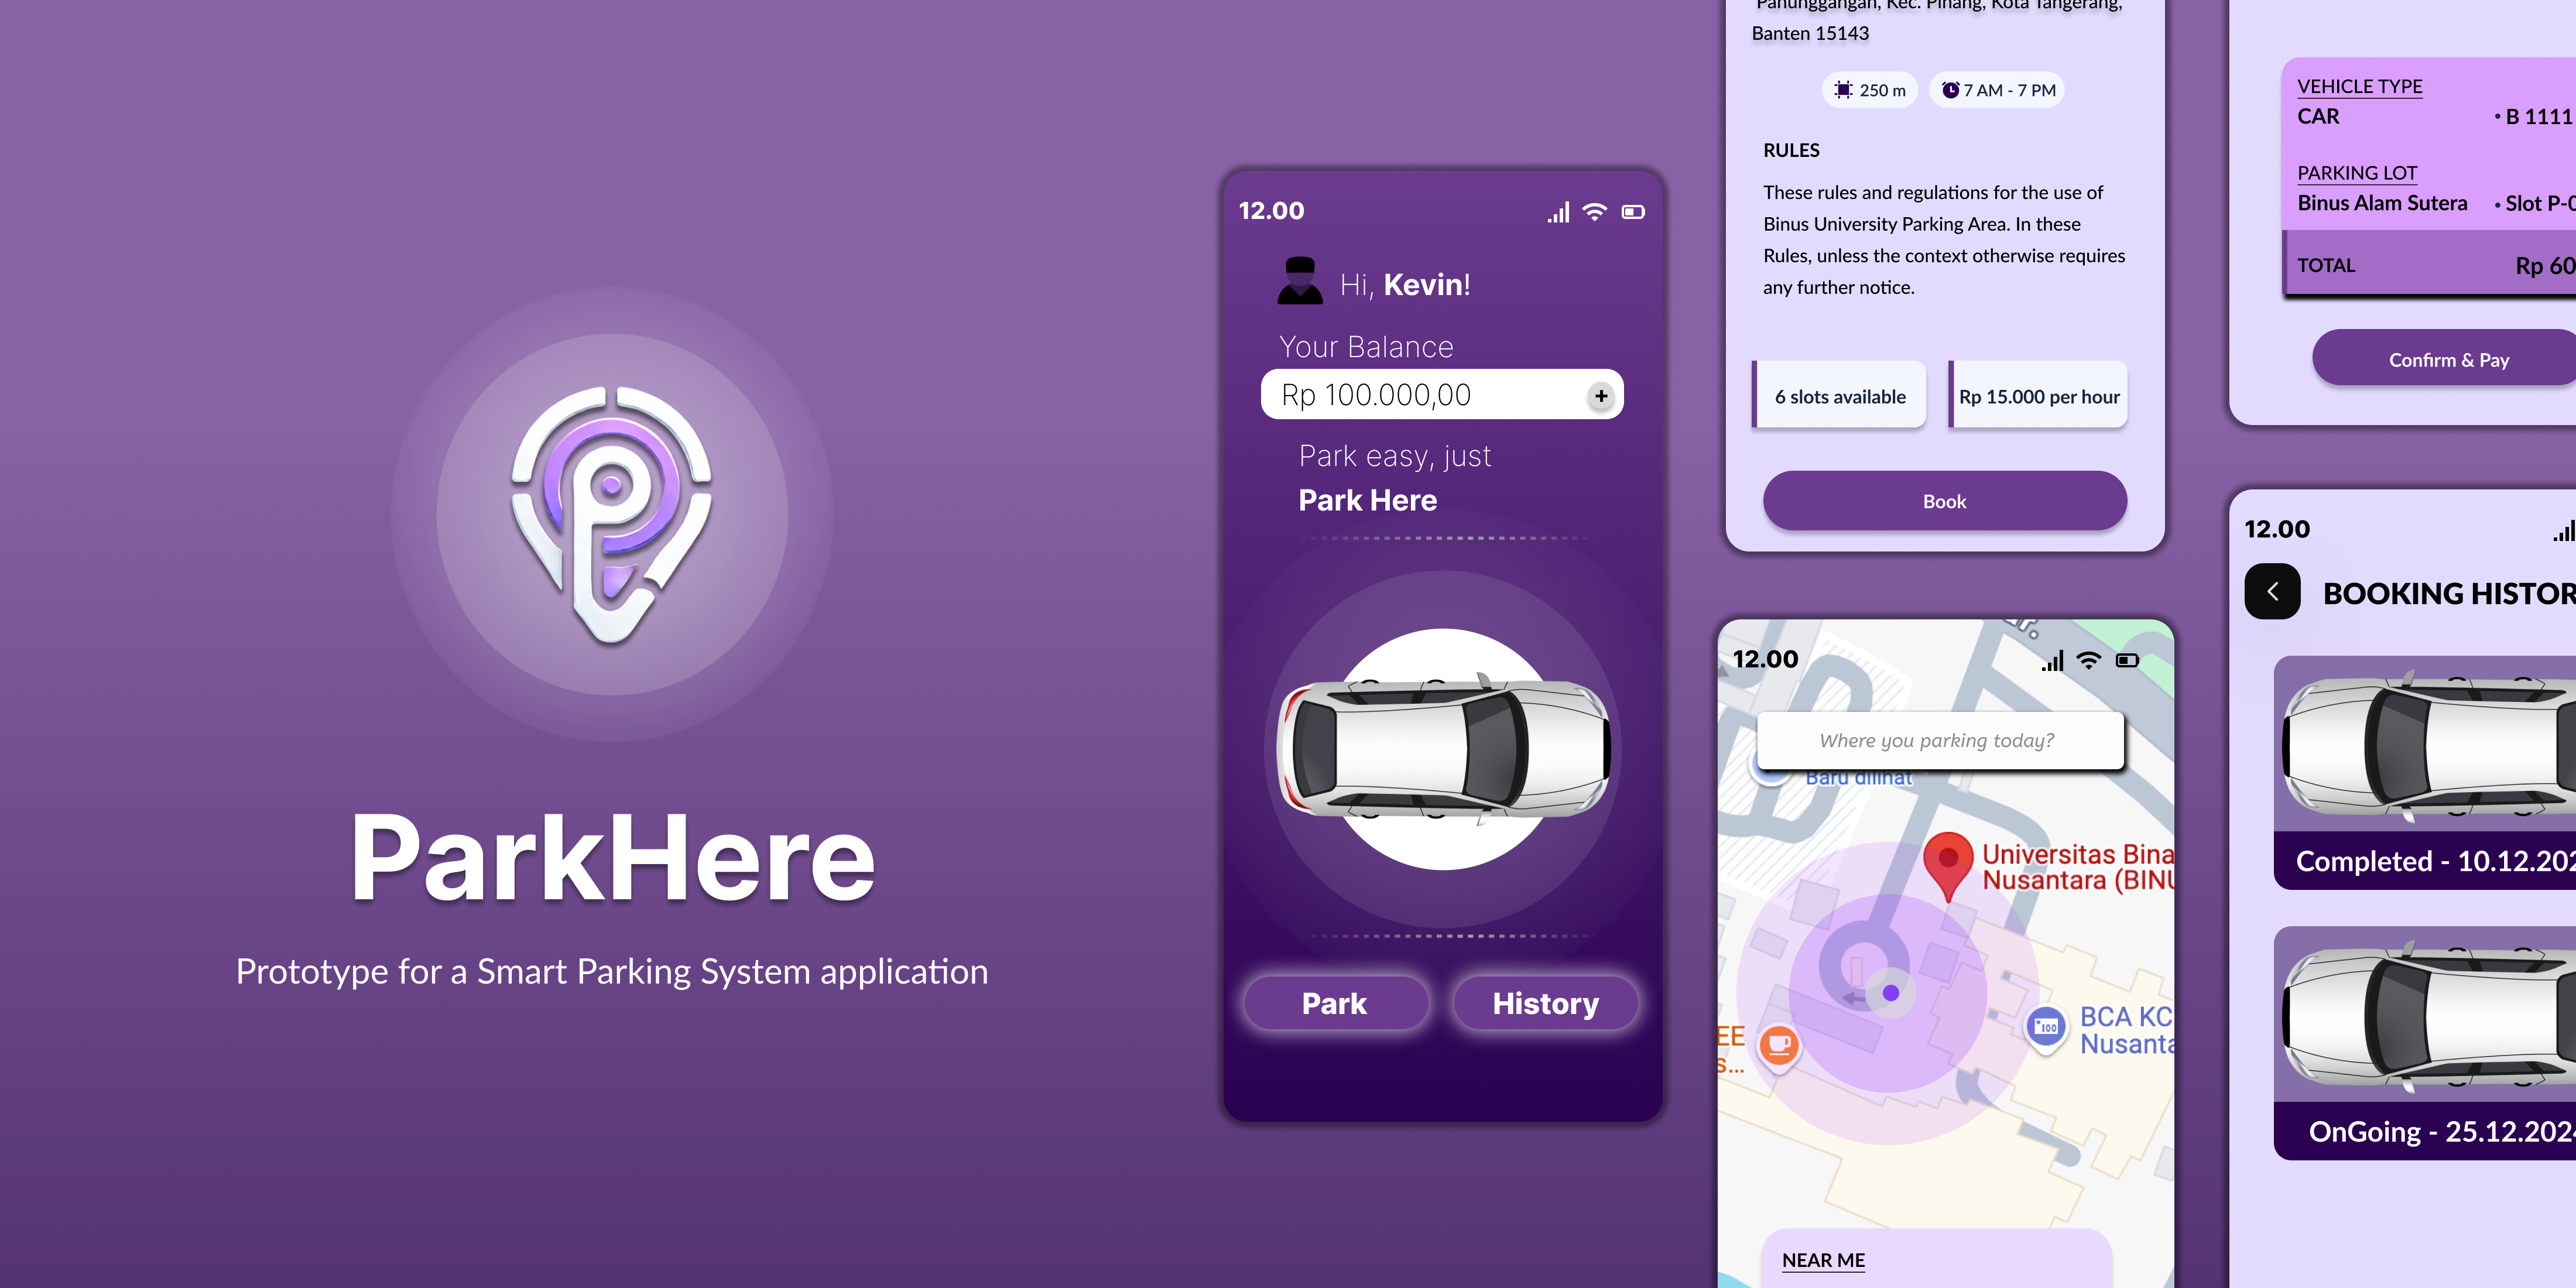 ParkHere
Prototype for a Smart Parking System application
12.00
Hi, Kevin!
Your Balance
Rp 100.000,00
+
Park easy, just
Park Here
Park
History
Panunggangan, Kec. Pinang, Kota Tangerang,
Banten 15143
250 m
7 AM - 7 PM
RULES
These rules and regulations for the use of
Binus University Parking Area. In these
Rules, unless the context otherwise requires
any further notice.
6 slots available
Rp 15.000 per hour
Book
12.00
Where you parking today?
Baru dilihat
Universitas Bina
Nusantara (BINU
BCA KC
Nusanta
100
EE
s...
NEAR ME
VEHICLE TYPE
CAR
• B 1111
PARKING LOT
Binus Alam Sutera
• Slot P-0
TOTAL
Rp 60
Confirm & Pay
12.00
BOOKING HISTOR
Completed - 10.12.202
OnGoing - 25.12.2024